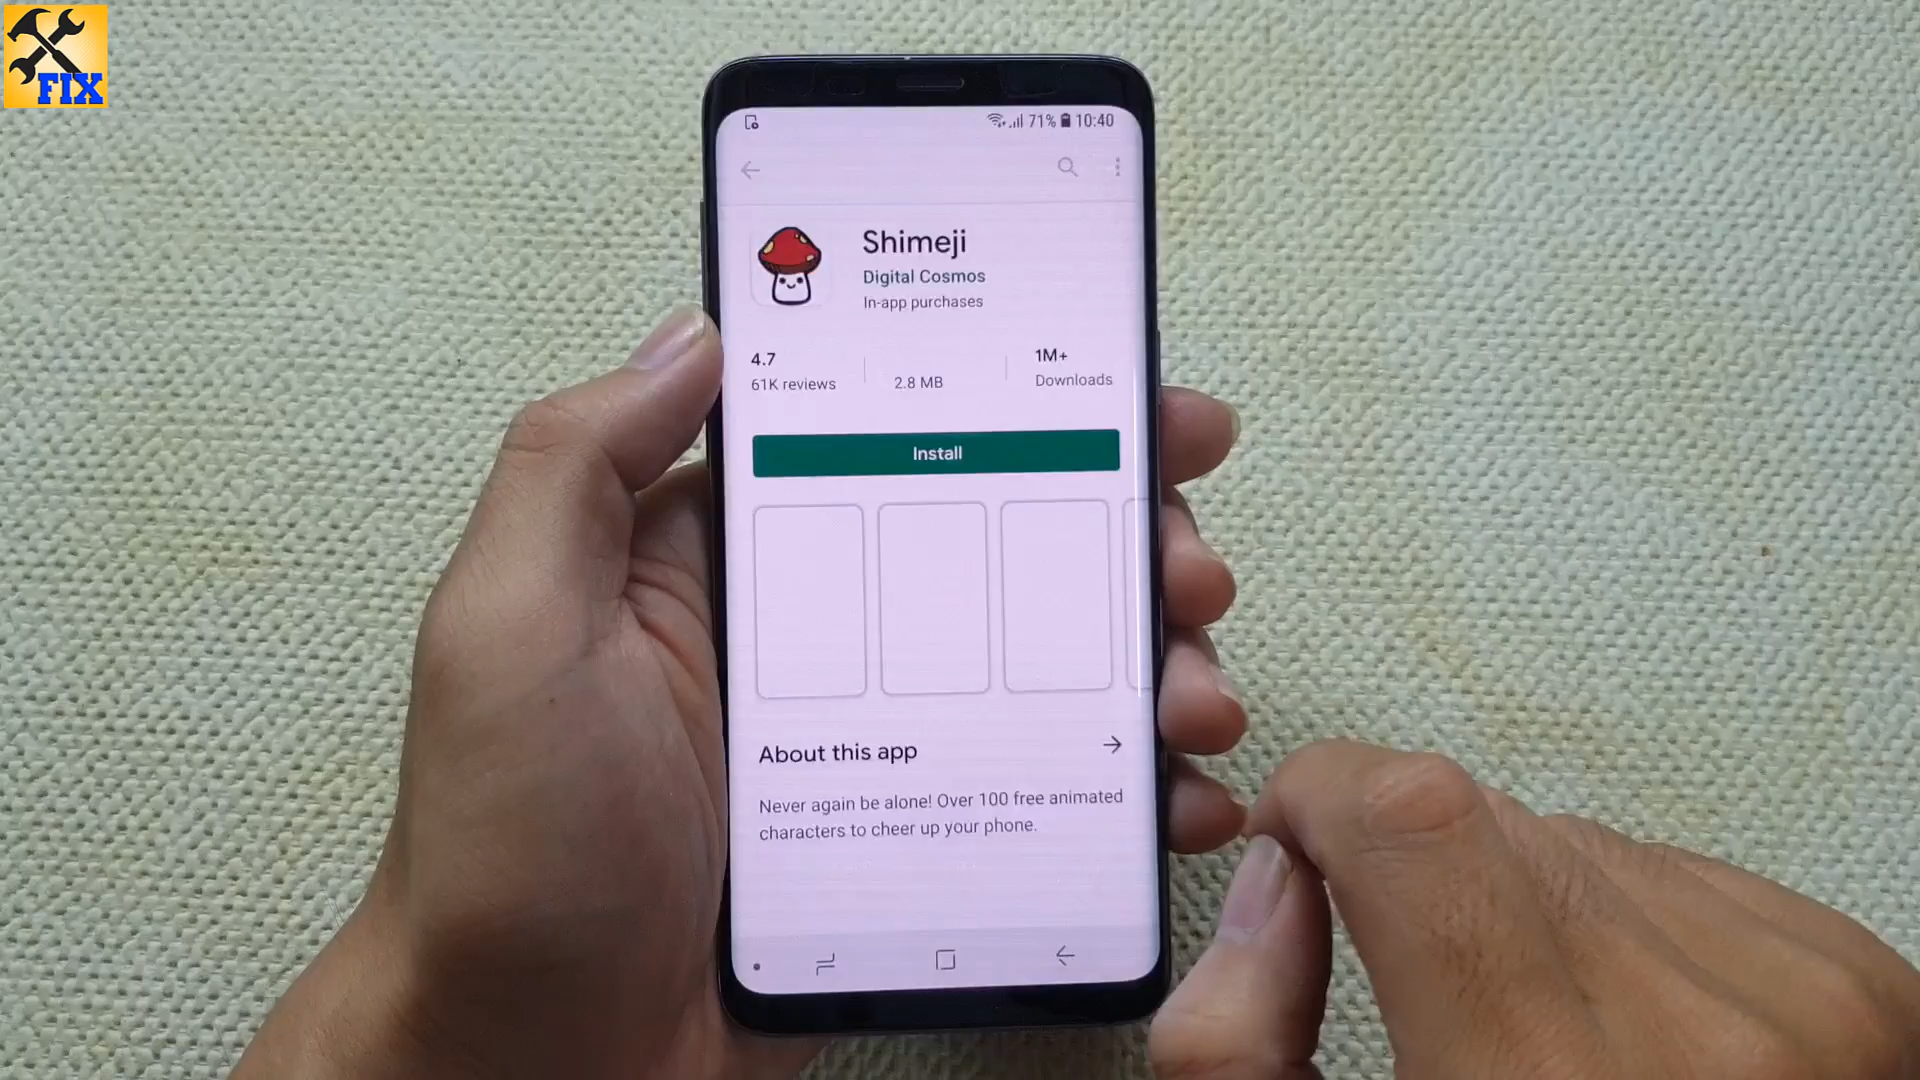 FIX
71% 10:40
Shimeji
Digital Cosmos
In-app purchases
4.7
61K reviews
2.8 MB
1M+
Downloads
Install
About this app
Never again be alone! Over 100 free animated
characters to cheer up your phone.